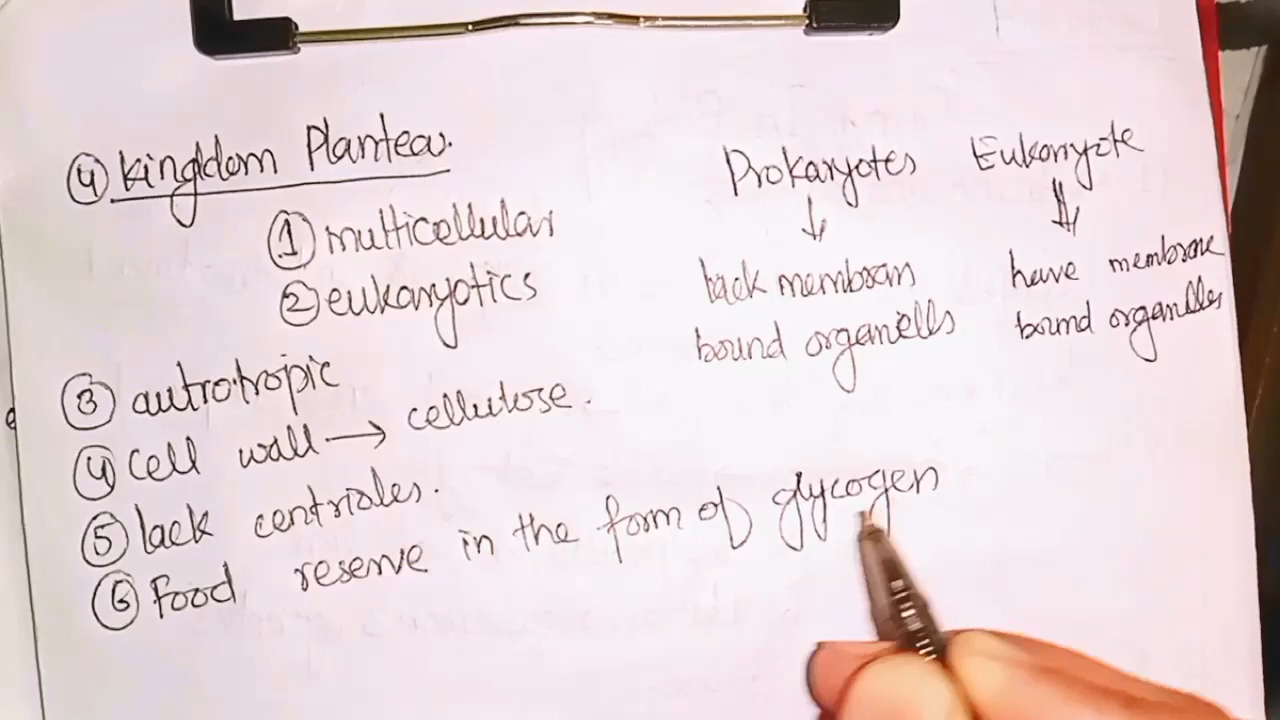 ④ Kingdom Plantea.
① multicellular
② eukaryotics
③ autrotropic
④ Cell wall → cellulose.
⑤ lack centrioles.
⑥ Food reserve in the form of glycogen
Prokaryotes
↓
lack membran
bound organells
Eukaryote
⇓
have membrane
bound organelles